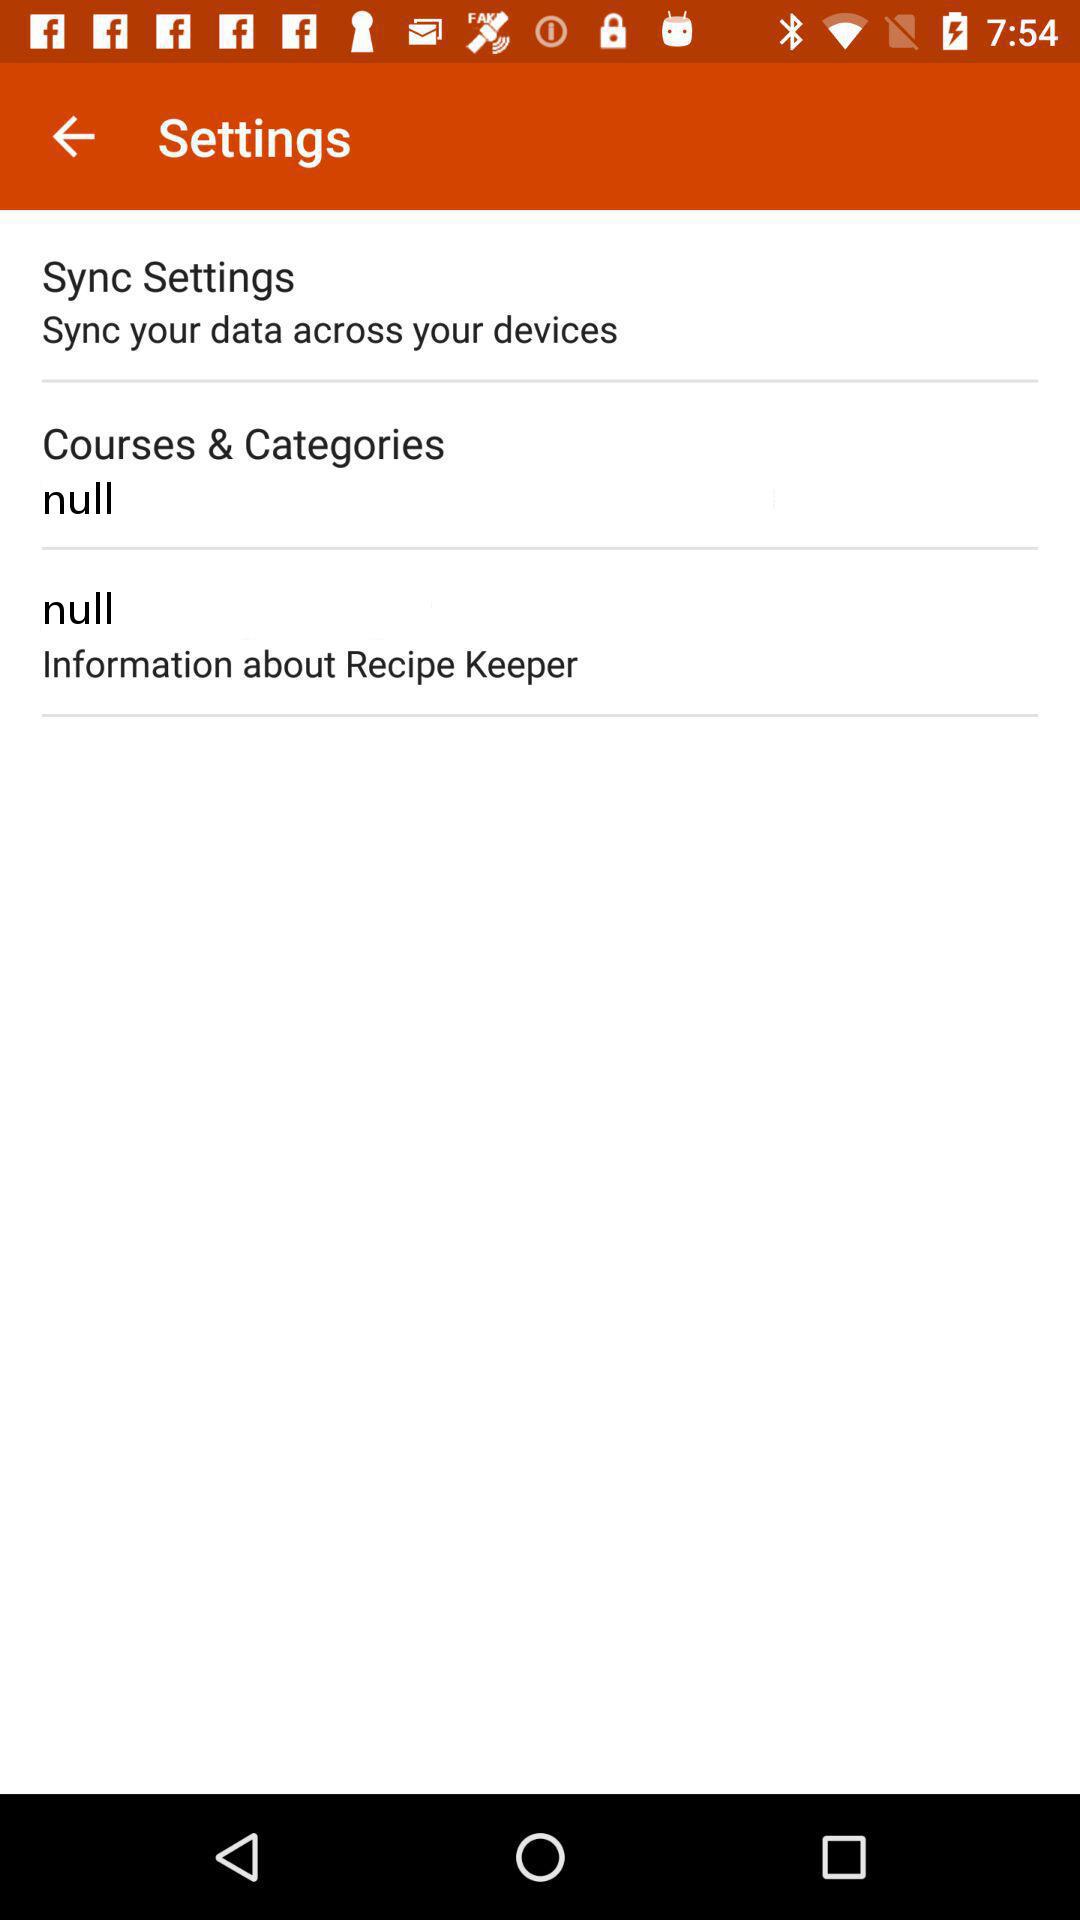 FAKE
7:54
Settings
Sync Settings
Sync your data across your devices
Courses & Categories
null
null
Information about Recipe Keeper